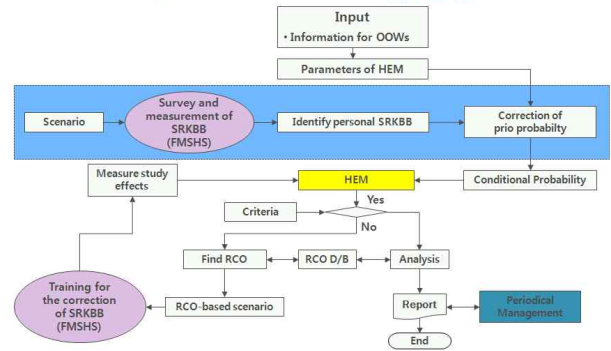 Input
• Information for OOWs
Parameters of HEM
Scenario
Survey and
measurement of
SRKBB
(FMSHS)
Identify personal SRKBB
Correction of
prio probabilty
Measure study
effects
HEM
Conditional Probability
Yes
Criteria
No
Find RCO
RCO D/B
Analysis
Training for
the correction
of SRKBB
(FMSHS)
RCO-based scenario
Report
Periodical
Management
End